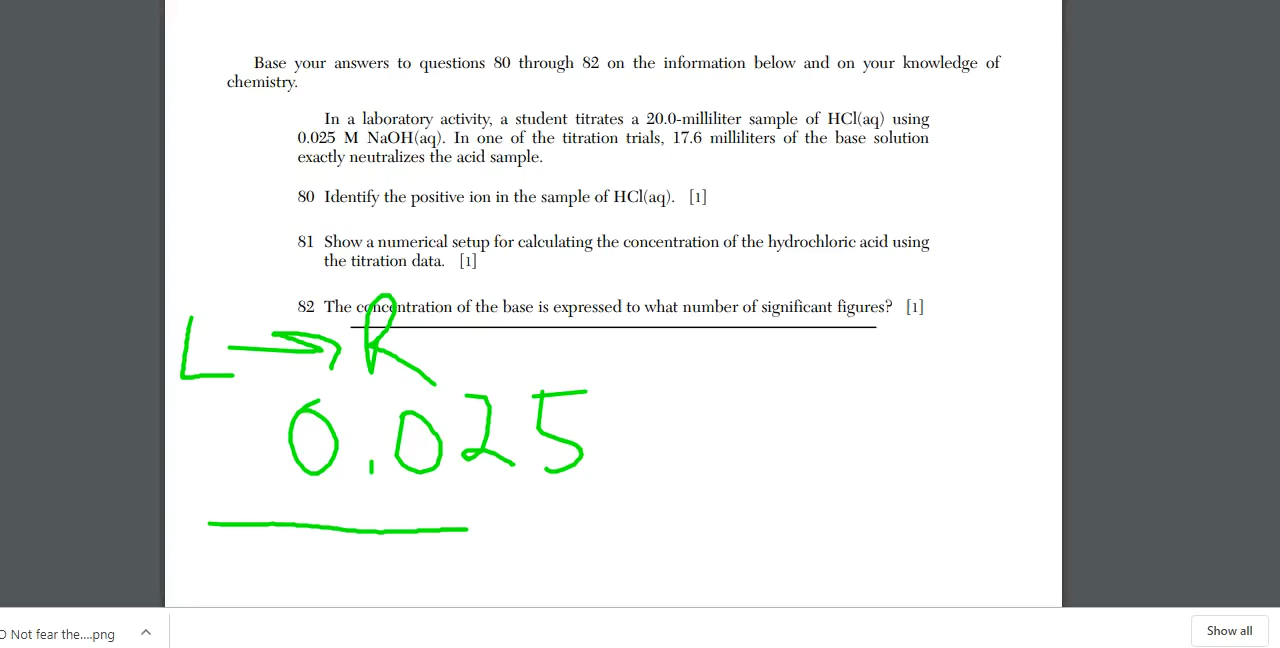 Base your answers to questions 80 through 82 on the information below and on your knowledge of
chemistry.
In a laboratory activity, a student titrates a 20.0-milliliter sample of HCl(aq) using
0.025 M NaOH(aq). In one of the titration trials, 17.6 milliliters of the base solution
exactly neutralizes the acid sample.
80 Identify the positive ion in the sample of HCl(aq). [1]
81 Show a numerical setup for calculating the concentration of the hydrochloric acid using
the titration data. [1]
82 The concentration of the base is expressed to what number of significant figures? [1]
L → R
0.025
O Not fear the....png
Show all